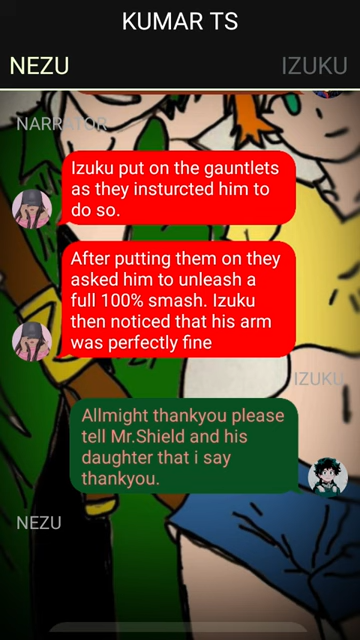 KUMAR TS
NEZU IZUKU
NARRATOR
Izuku put on the gauntlets
as they insturcted him to
do so.
After putting them on they
asked him to unleash a
full 100% smash. Izuku
then noticed that his arm
was perfectly fine
IZUKU
Allmight thankyou please
tell Mr.Shield and his
daughter that i say
thankyou.
NEZU